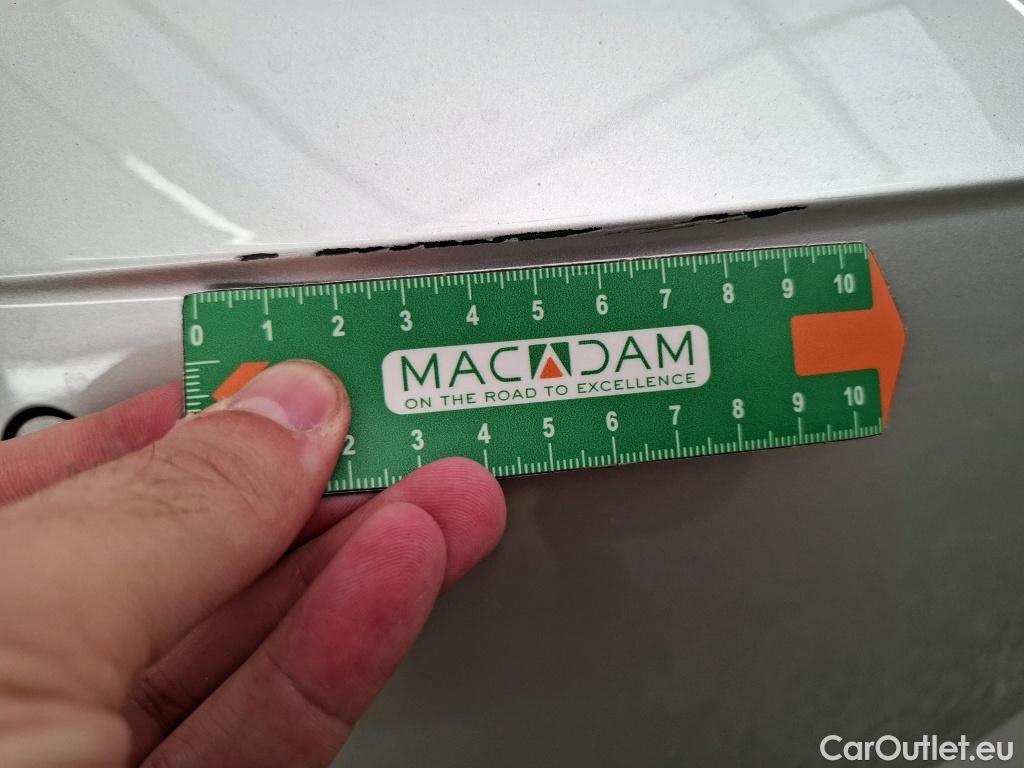 0 1 2 3 4 5 6 7 8 9 10
MACADAM
ON THE ROAD TO EXCELLENCE
2 3 4 5 6 7 8 9 10
CarOutlet.eu